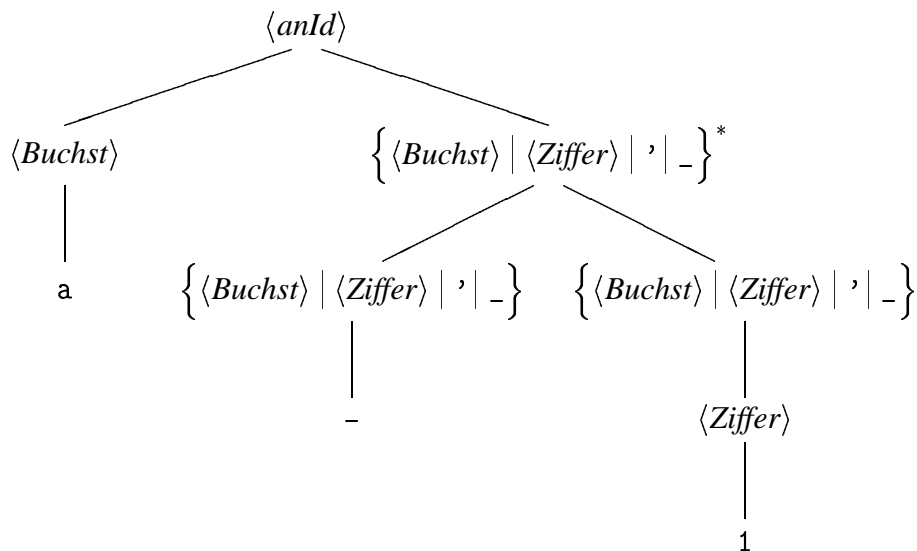 ⟨anId⟩
⟨Buchst⟩ { ⟨Buchst⟩ | ⟨Ziffer⟩ | ’ | _ }*
a { ⟨Buchst⟩ | ⟨Ziffer⟩ | ’ | _ } { ⟨Buchst⟩ | ⟨Ziffer⟩ | ’ | _ }
_ ⟨Ziffer⟩
1